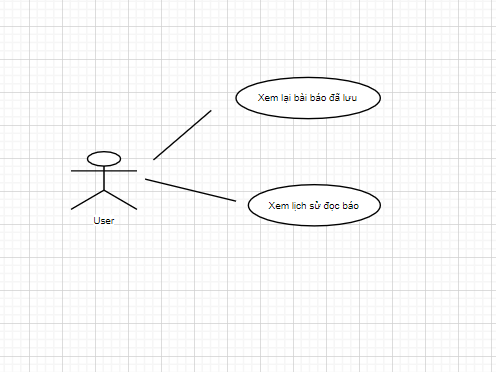 Xem lại bài báo đã lưu
Xem lịch sử đọc báo
User